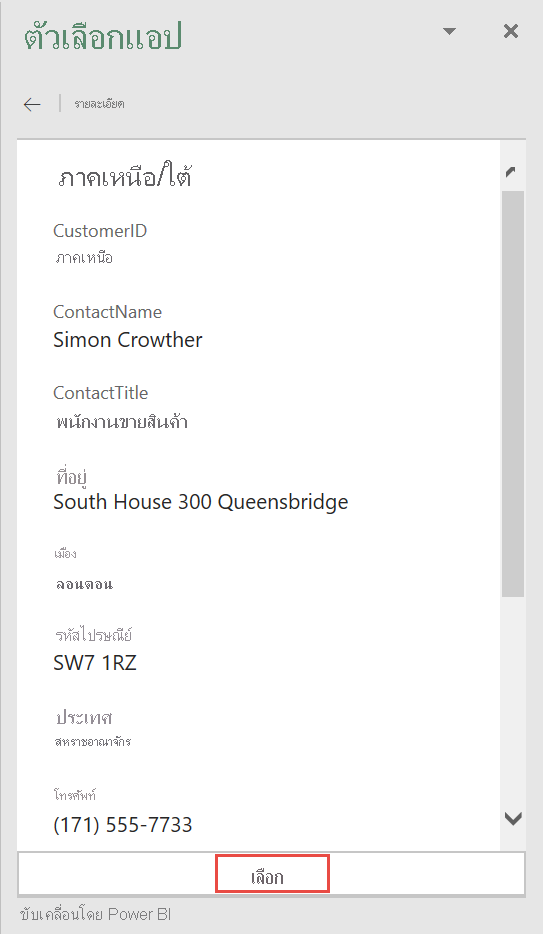 ตัวเลือกแอป
รายละเอียด
ภาคเหนือ/ใต้
CustomerID
ภาคเหนือ
ContactName
Simon Crowther
ContactTitle
พนักงานขายสินค้า
ที่อยู่
South House 300 Queensbridge
เมือง
ลอนดอน
รหัสไปรษณีย์
SW7 1RZ
ประเทศ
สหราชอาณาจักร
โทรศัพท์
(171) 555-7733
เลือก
ขับเคลื่อนโดย Power BI